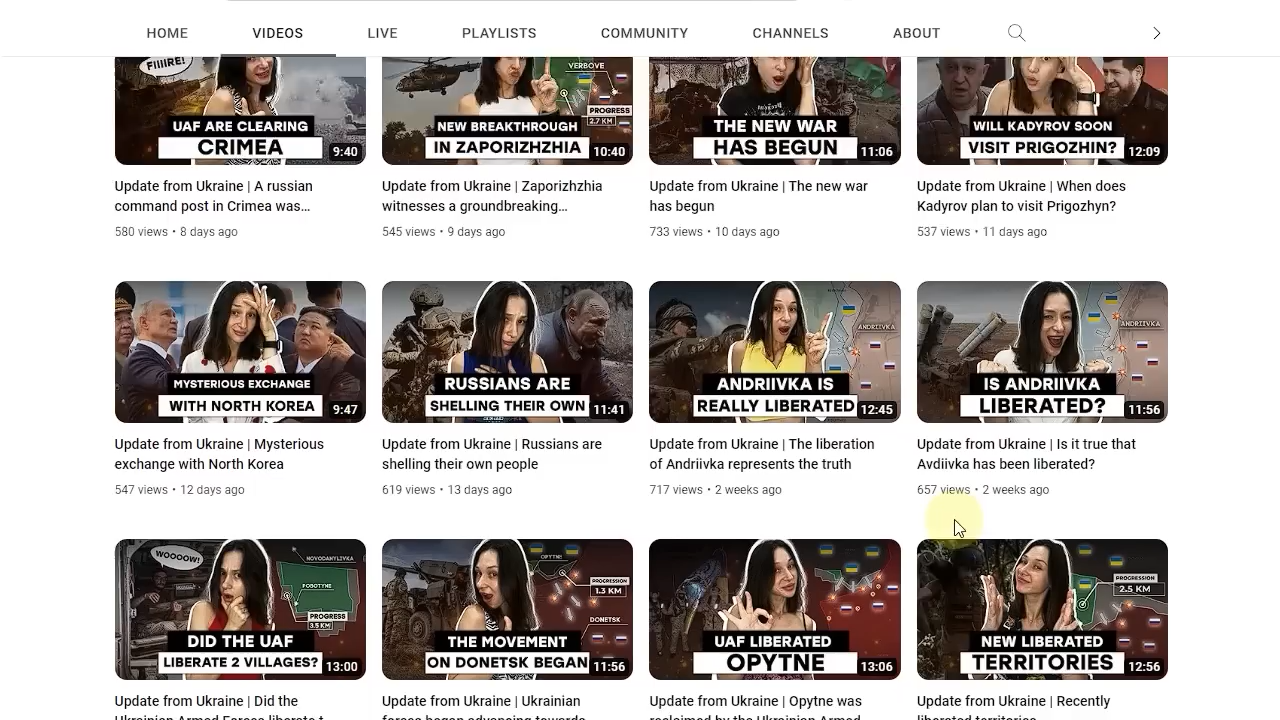 HOME VIDEOS LIVE PLAYLISTS COMMUNITY CHANNELS ABOUT
FIIIRE!
UAF ARE CLEARING
CRIMEA
9:40
VERBOVE
PROGRESS
2.7 KM
NEW BREAKTHROUGH
IN ZAPORIZHZHIA
10:40
THE NEW WAR
HAS BEGUN
11:06
WILL KADYROV SOON
VISIT PRIGOZHIN?
12:09
Update from Ukraine | A russian
command post in Crimea was...
580 views • 8 days ago
Update from Ukraine | Zaporizhzhia
witnesses a groundbreaking...
545 views • 9 days ago
Update from Ukraine | The new war
has begun
733 views • 10 days ago
Update from Ukraine | When does
Kadyrov plan to visit Prigozhyn?
537 views • 11 days ago
MYSTERIOUS EXCHANGE
WITH NORTH KOREA
9:47
RUSSIANS ARE
SHELLING THEIR OWN
11:41
ANDRIIVKA
ANDRIIVKA IS
REALLY LIBERATED
12:45
ANDRIIVKA
IS ANDRIIVKA
LIBERATED?
11:56
Update from Ukraine | Mysterious
exchange with North Korea
547 views • 12 days ago
Update from Ukraine | Russians are
shelling their own people
619 views • 13 days ago
Update from Ukraine | The liberation
of Andriivka represents the truth
717 views • 2 weeks ago
Update from Ukraine | Is it true that
Avdiivka has been liberated?
657 views • 2 weeks ago
WOOOOW!
NOVODANYLIVKA
ROBOTYNE
PROGRESS
3.5 KM
DID THE UAF
LIBERATE 2 VILLAGES?
13:00
OPYTNE
PROGRESSION
1.3 KM
DONETSK
THE MOVEMENT
ON DONETSK BEGAN
11:56
UAF LIBERATED
OPYTNE
13:06
PROGRESSION
2.5 KM
NEW LIBERATED
TERRITORIES
12:56
Update from Ukraine | Did the
Update from Ukraine | Ukrainian
Update from Ukraine | Opytne was
Update from Ukraine | Recently